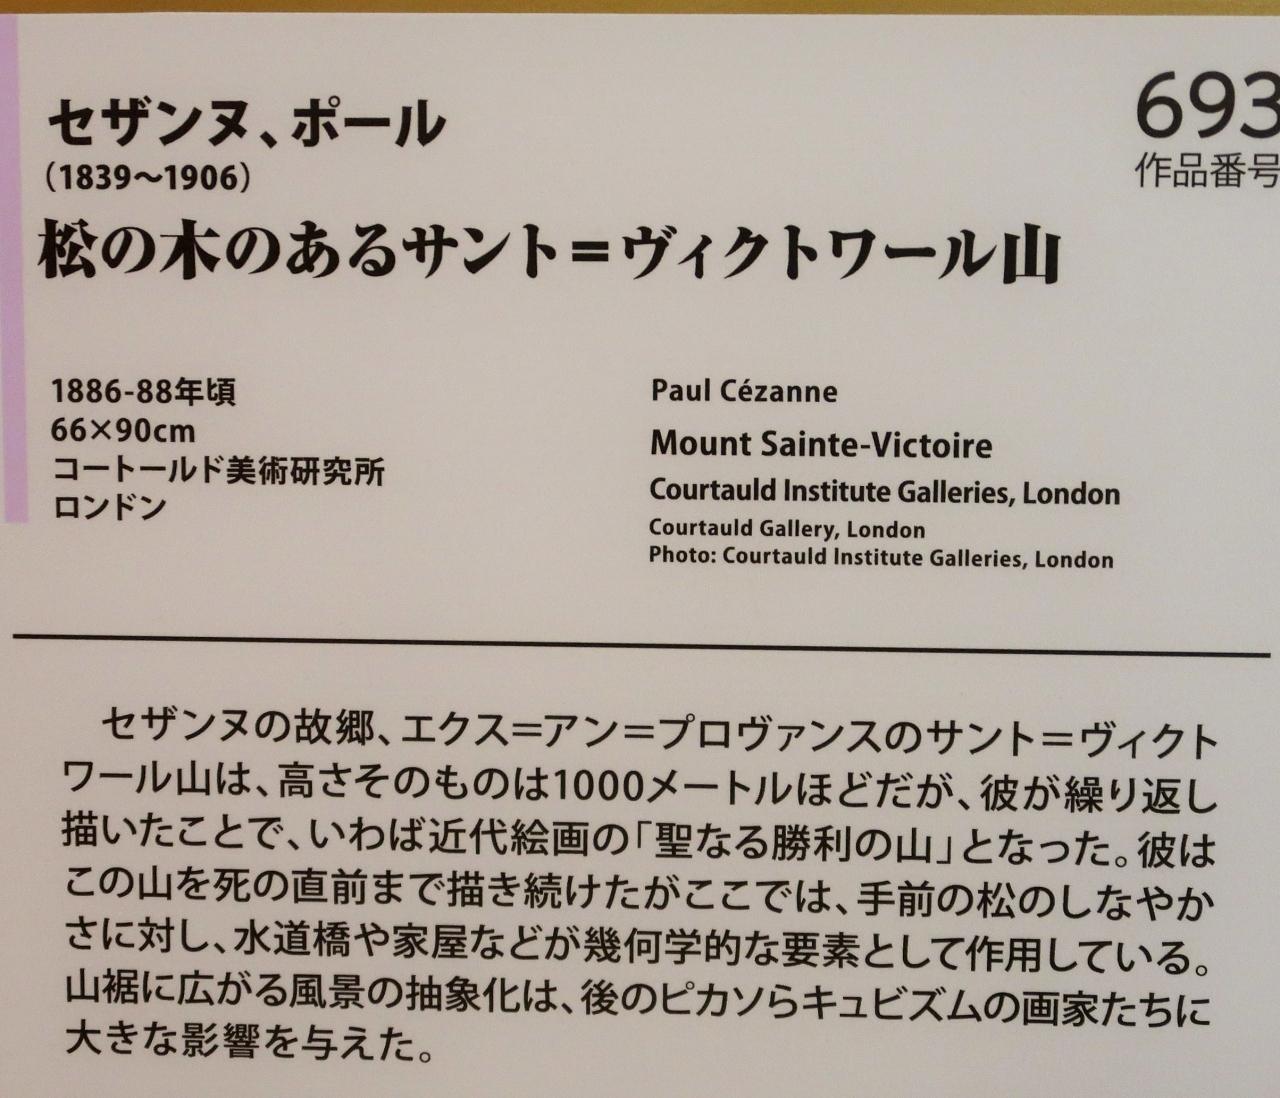 セザンヌ、ポール
（1839〜1906）
693
作品番号
松の木のあるサント＝ヴィクトワール山
1886-88年頃
66×90cm
コートールド美術研究所
ロンドン
Paul Cézanne
Mount Sainte-Victoire
Courtauld Institute Galleries, London
Courtauld Gallery, London
Photo: Courtauld Institute Galleries, London
セザンヌの故郷、エクス＝アン＝プロヴァンスのサント＝ヴィクト
ワール山は、高さそのものは1000メートルほどだが、彼が繰り返し
描いたことで、いわば近代絵画の「聖なる勝利の山」となった。彼は
この山を死の直前まで描き続けたがここでは、手前の松のしなやか
さに対し、水道橋や家屋などが幾何学的な要素として作用している。
山裾に広がる風景の抽象化は、後のピカソらキュビズムの画家たちに
大きな影響を与えた。